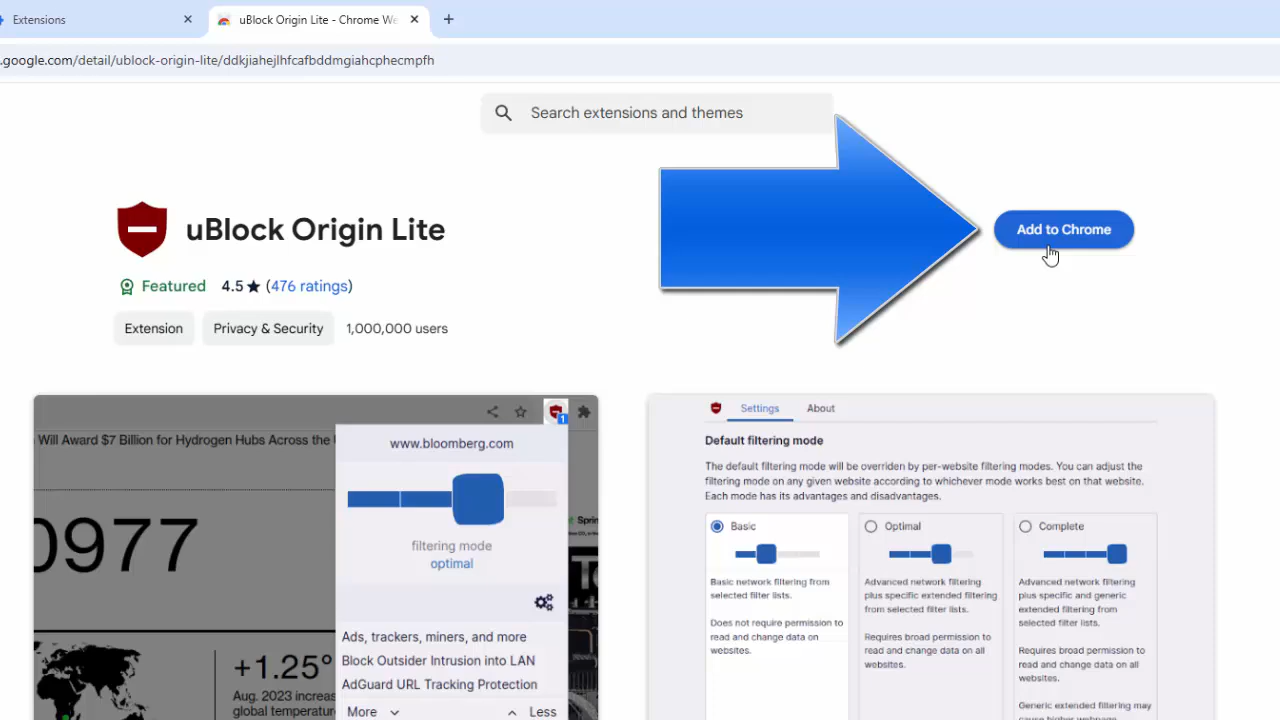 Extensions
uBlock Origin Lite - Chrome We
.google.com/detail/ublock-origin-lite/ddkjiahejlhfcafbddmgiahcphecmpfh
Search extensions and themes
uBlock Origin Lite
Add to Chrome
Featured 4.5★ (476 ratings)
Extension Privacy & Security 1,000,000 users
Will Award $7 Billion for Hydrogen Hubs Across the
0977
+1.25°
Aug. 2023 increas
global temperatur
1
www.bloomberg.com
filtering mode
optimal
Ads, trackers, miners, and more
Block Outsider Intrusion into LAN
AdGuard URL Tracking Protection
More Less
Settings About
Default filtering mode
The default filtering mode will be overriden by per-website filtering modes. You can adjust the
filtering mode on any given website according to whichever mode works best on that website.
Each mode has its advantages and disadvantages.
Basic
Basic network filtering from
selected filter lists.
Does not require permission to
read and change data on
websites.
Optimal
Advanced network filtering
plus specific extended filtering
from selected filter lists.
Requires broad permission to
read and change data on all
websites.
Complete
Advanced network filtering
plus specific and generic
extended filtering from
selected filter lists.
Requires broad permission to
read and change data on all
websites.
Generic extended filtering may